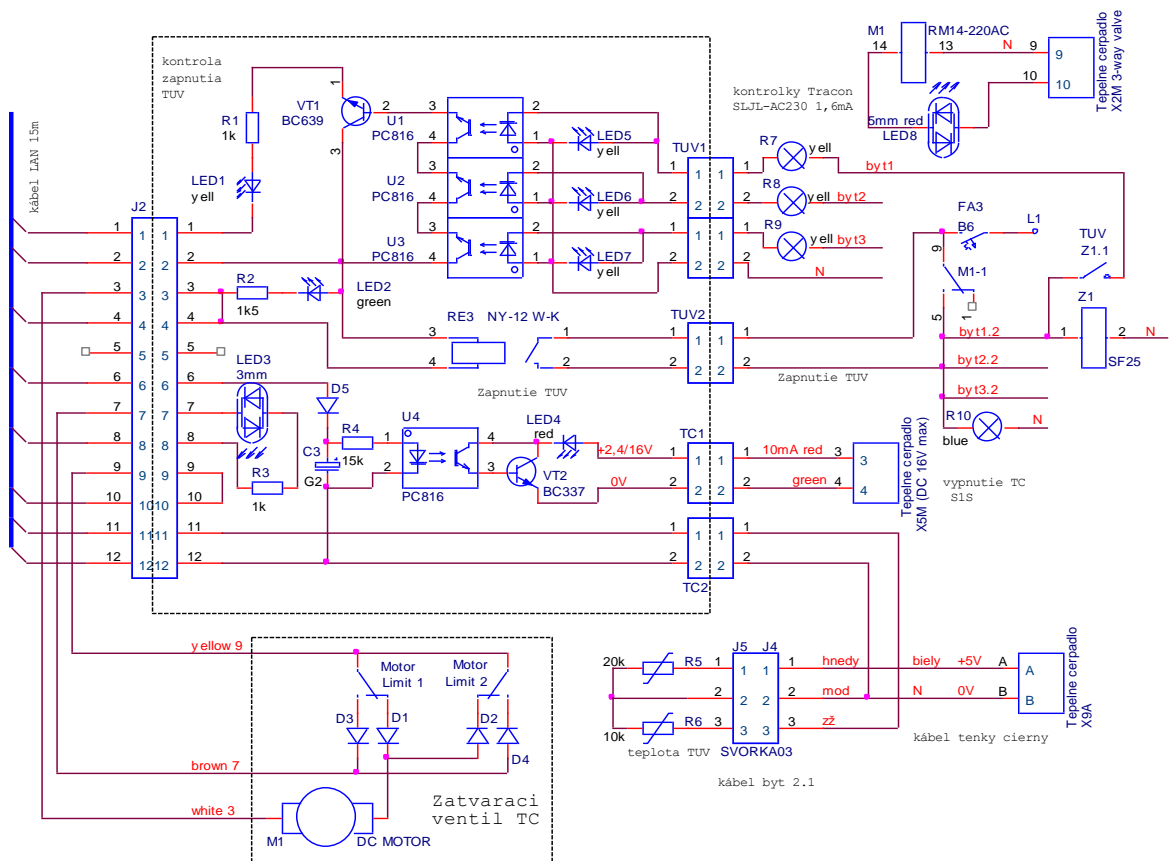 kontrola
zapnutia
TUV
kábel LAN 15m
R1
1k
LED1
yell
VT1
BC639
1
2
3
U1
PC816
U2
PC816
U3
PC816
3
4
3
4
3
4
2
1
2
1
2
1
LED5
yell
LED6
yell
LED7
yell
TUV1
1 1 1 1
2 2 2 2
1 1 1 1
2 2 2 2
kontrolky Tracon
SLJL-AC230 1,6mA
R7
yell
byt1
R8
yell
byt2
R9
yell
byt3
N
M1
RM14-220AC
14
13
N
9
10
9
10
Tepelne cerpadlo
X2M 3-way valve
5mm red
LED8
FA3
B6
L1
TUV
Z1.1
9
M1-1
5
1
Z1
1
2
N
SF25
byt1.2
byt2.2
byt3.2
R10
blue
N
J2
1 1 1
2 2 2
3 3 3
4 4 4
5 5 5
6 6 6
7 7 7
8 8 8
9 9 9
10 10 10
11 11 11 11
12 12 12 12
R2
1k5
LED2
green
RE3
NY-12 W-K
3
4
1
2
TUV2
1 1 1 1
2 2 2 2
Zapnutie TUV
Zapnutie TUV
LED3
3mm
R3
1k
D5
C3
G2
R4
15k
U4
1
2
4
3
PC816
LED4
red
VT2
BC337
+2,4/16V
0V
TC1
1 1 1 1
2 2 2 2
10mA red
green
3
4
3
4
Tepelne cerpadlo
X5M (DC 16V max)
vypnutie TC
S1S
1 1 1 1
2 2 2 2
TC2
yellow 9
brown 7
white 3
Motor
Limit 1
Motor
Limit 2
D3
D1
D2
D4
M1
DC MOTOR
Zatvaraci
ventil TC
20k
R5
10k
R6
teplota TUV
J5 J4
1 1 1 1
2 2 2 2
3 3 3 3
SVORKA03
hnedy
biely
+5V
A
A
mod
N
0V
B
B
zž
Tepelne cerpadlo
X9A
kábel tenky cierny
kábel byt 2.1